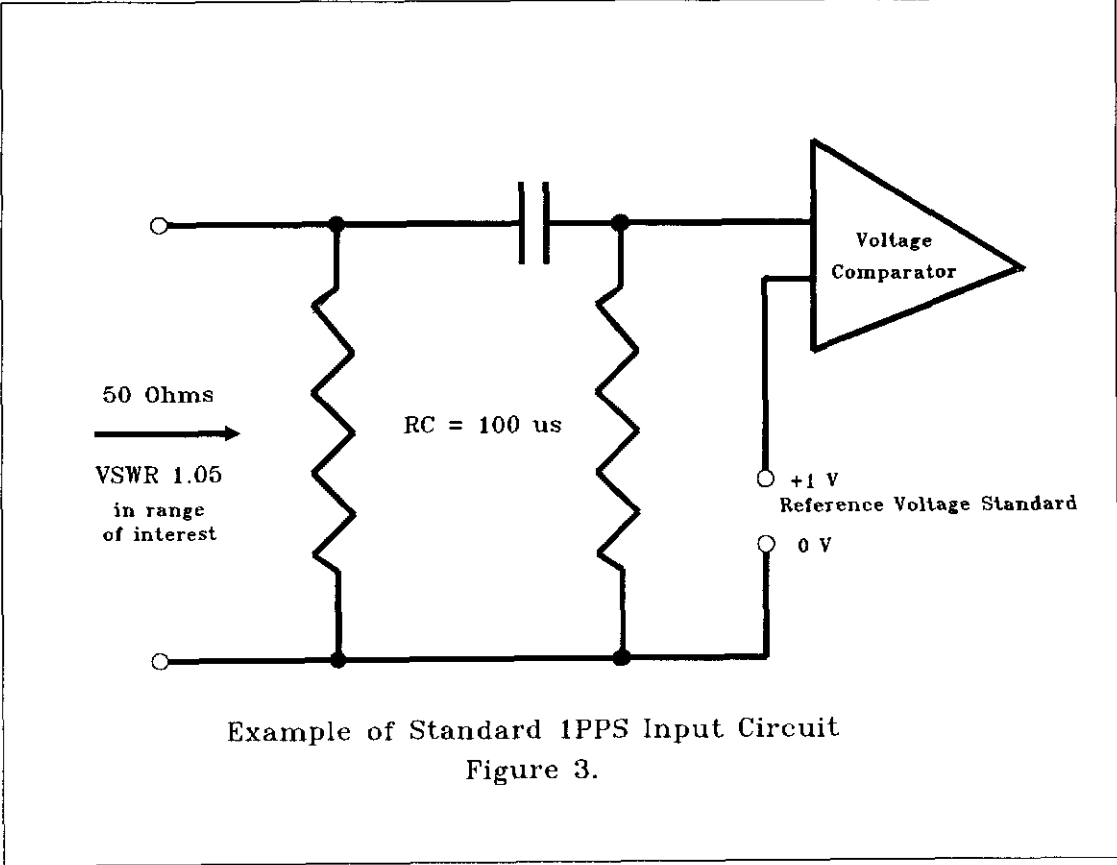 Voltage
Comparator
50 Ohms
VSWR 1.05
in range
of interest
RC = 100 us
+1 V
Reference Voltage Standard
0 V
Example of Standard 1PPS Input Circuit
Figure 3.